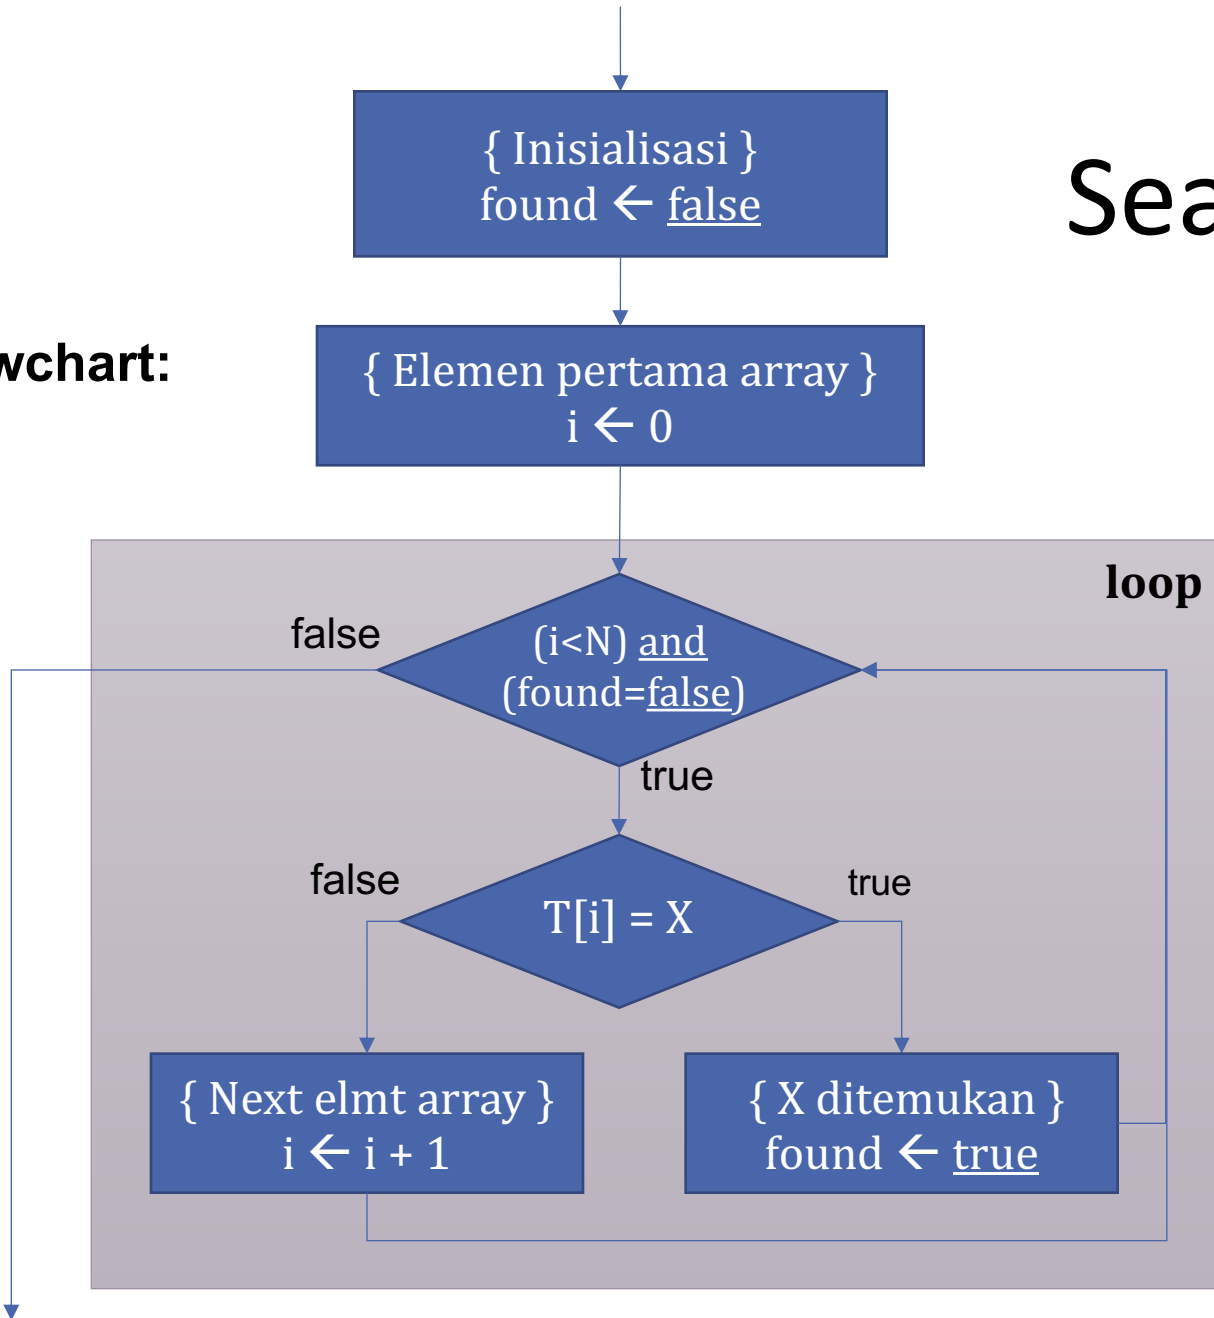 { Inisialisasi }
found ← false
Sea
wchart:
{ Elemen pertama array }
i ← 0
loop
false
(i<N) and
(found=false)
true
false
true
T[i] = X
{ Next elmt array }
i ← i + 1
{ X ditemukan }
found ← true